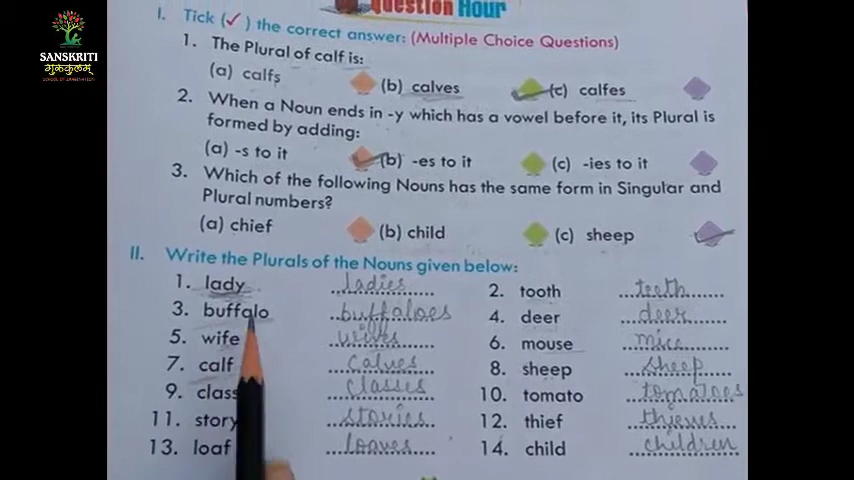 SANSKRITI
गुरुकुलम्
Question Hour
I. Tick (✓) the correct answer: (Multiple Choice Questions)
1. The Plural of calf is:
(a) calfs (b) calves (c) calfes
2. When a Noun ends in -y which has a vowel before it, its Plural is
formed by adding:
(a) -s to it (b) -es to it (c) -ies to it
3. Which of the following Nouns has the same form in Singular and
Plural numbers?
(a) chief (b) child (c) sheep
II. Write the Plurals of the Nouns given below:
1. lady ladies 2. tooth teeth
3. buffalo buffaloes 4. deer deer
5. wife wives 6. mouse mice
7. calf calves 8. sheep sheep
9. class classes 10. tomato tomatoes
11. story stories 12. thief thieves
13. loaf loaves 14. child children